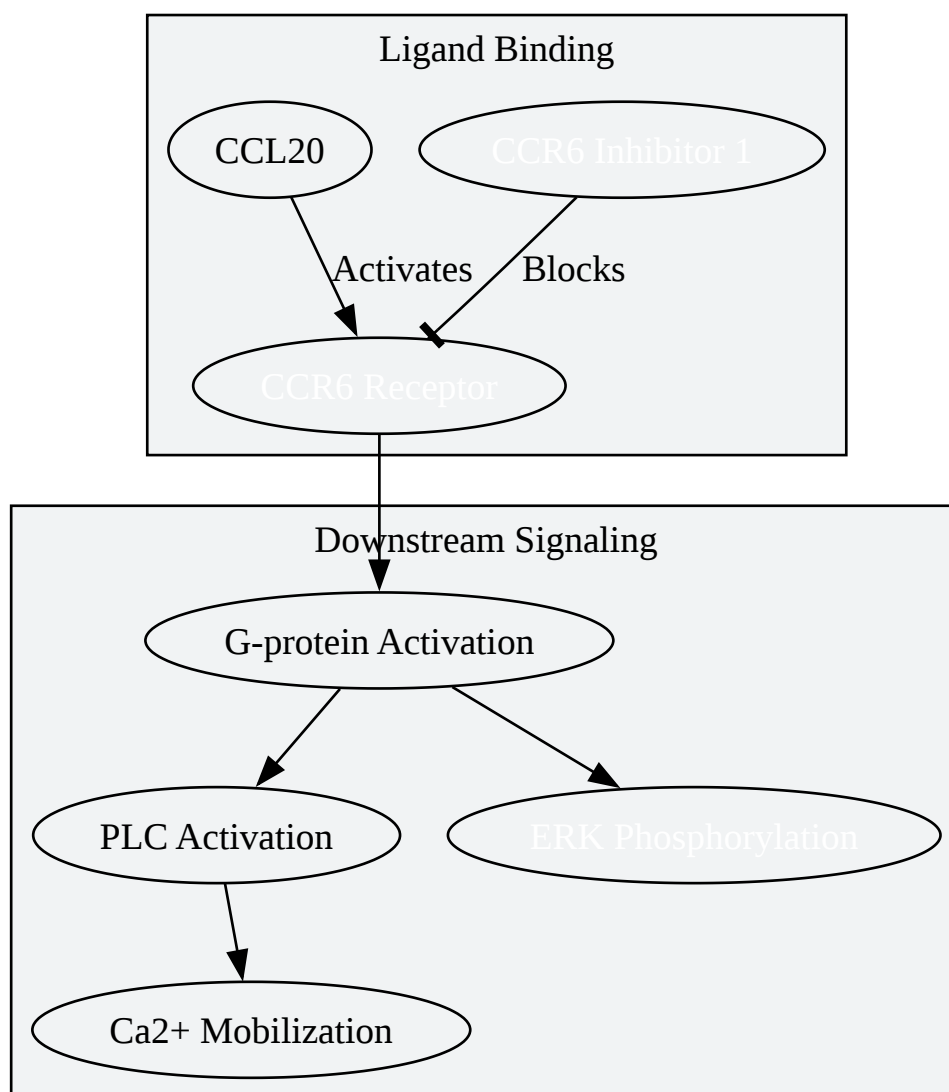 Ligand Binding
CCL20
CCR6 Inhibitor 1
Activates
Blocks
CCR6 Receptor
Downstream Signaling
G-protein Activation
PLC Activation
ERK Phosphorylation
Ca2+ Mobilization